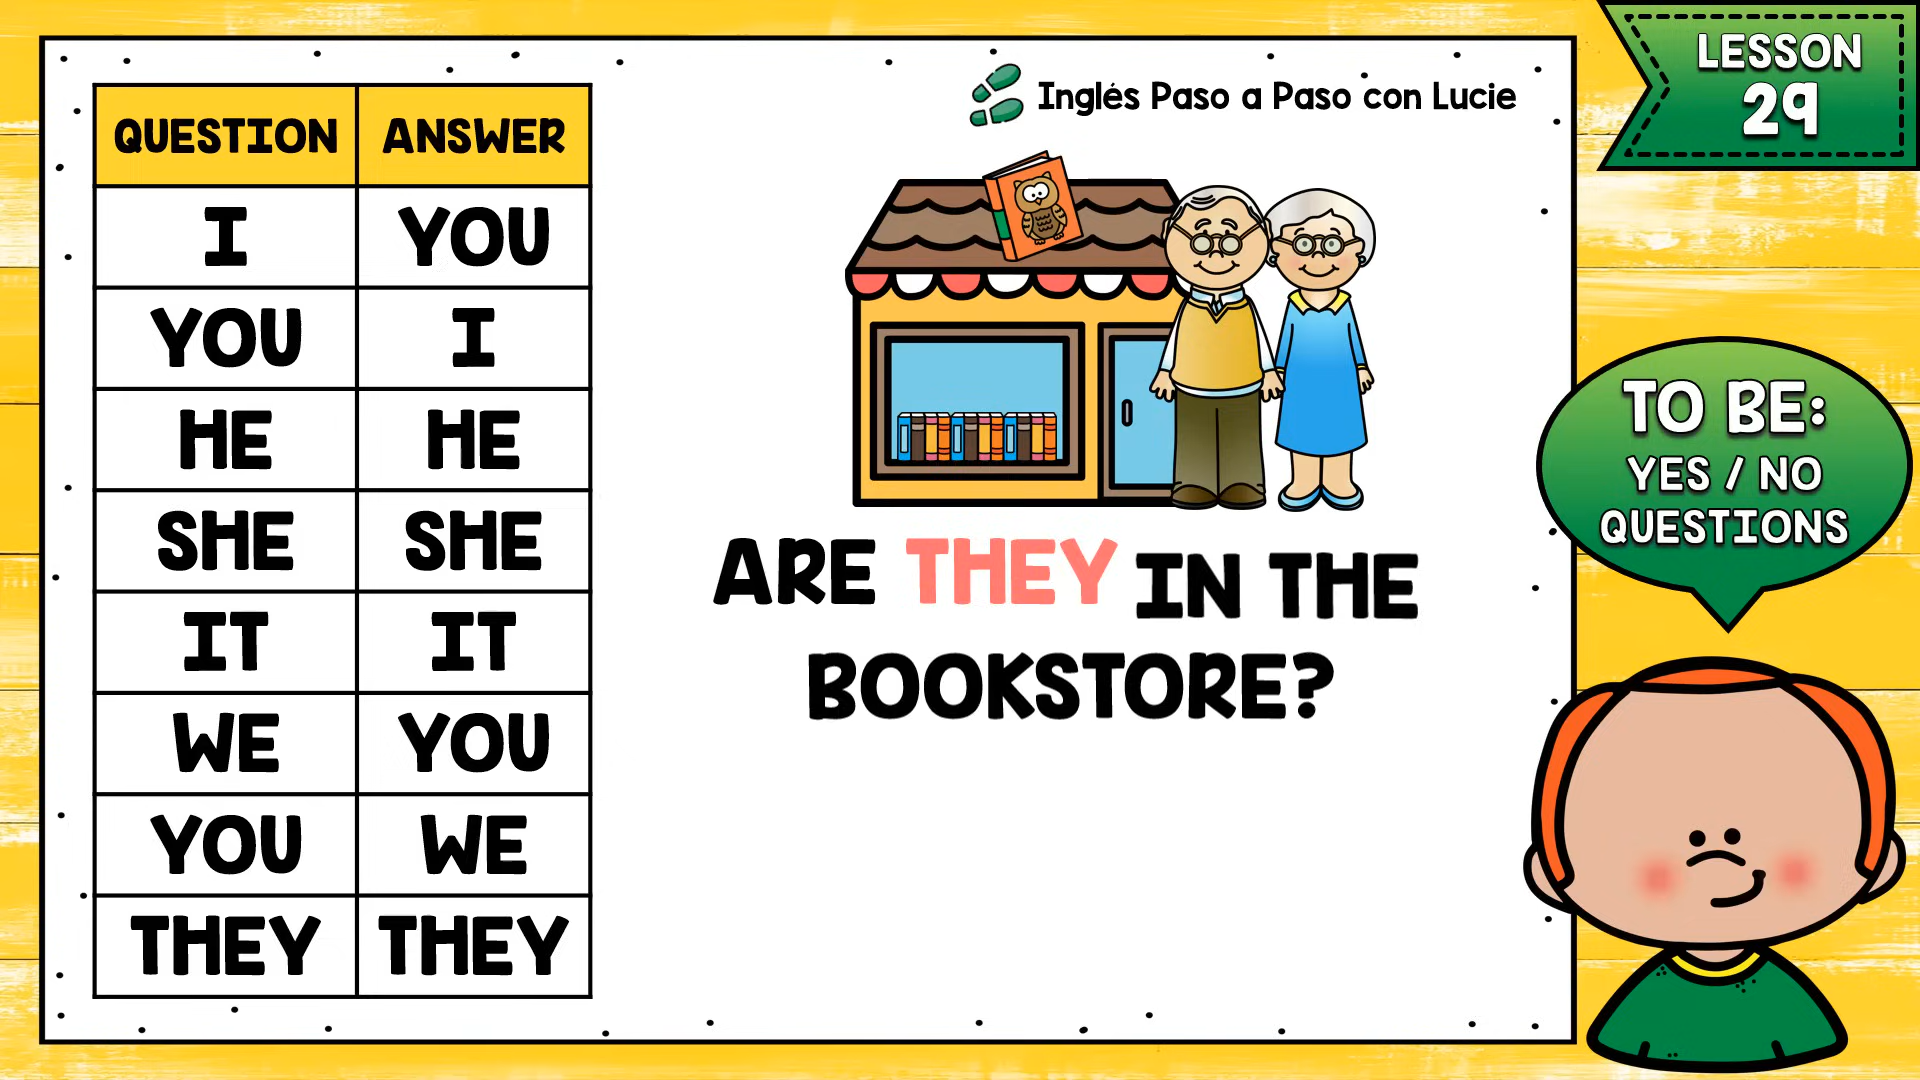 LESSON
29
Inglés Paso a Paso con Lucie
QUESTION ANSWER
I YOU
YOU I
HE HE
SHE SHE
IT IT
WE YOU
YOU WE
THEY THEY
ARE THEY IN THE
BOOKSTORE?
TO BE:
YES / NO
QUESTIONS